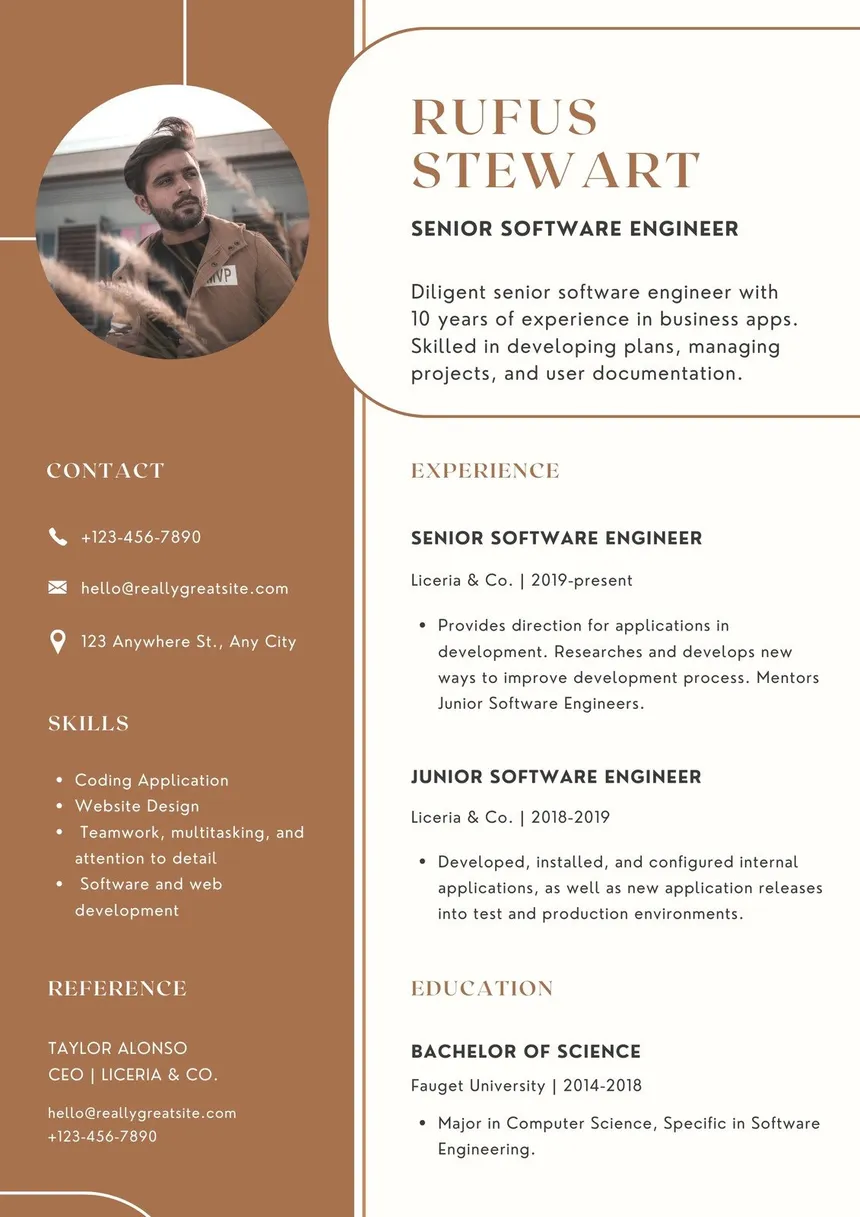 RUFUS
STEWART
SENIOR SOFTWARE ENGINEER
Diligent senior software engineer with
10 years of experience in business apps.
Skilled in developing plans, managing
projects, and user documentation.
MVP
CONTACT
+123-456-7890
hello@reallygreatsite.com
123 Anywhere St., Any City
SKILLS
• Coding Application
• Website Design
• Teamwork, multitasking, and
attention to detail
• Software and web
development
REFERENCE
TAYLOR ALONSO
CEO | LICERIA & CO.
hello@reallygreatsite.com
+123-456-7890
EXPERIENCE
SENIOR SOFTWARE ENGINEER
Liceria & Co. | 2019-present
• Provides direction for applications in
development. Researches and develops new
ways to improve development process. Mentors
Junior Software Engineers.
JUNIOR SOFTWARE ENGINEER
Liceria & Co. | 2018-2019
• Developed, installed, and configured internal
applications, as well as new application releases
into test and production environments.
EDUCATION
BACHELOR OF SCIENCE
Fauget University | 2014-2018
• Major in Computer Science, Specific in Software
Engineering.